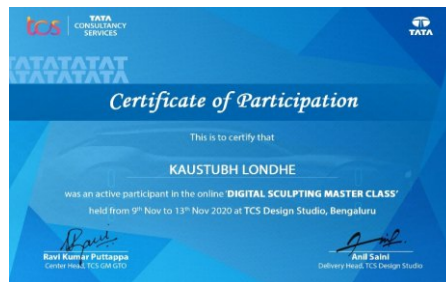 tcs
TATA
CONSULTANCY
SERVICES
TATA
TATATATAT
TATATATA
Certificate of Participation
This is to certify that
KAUSTUBH LONDHE
was an active participant in the online 'DIGITAL SCULPTING MASTER CLASS'
held from 9th Nov to 13th Nov 2020 at TCS Design Studio, Bengaluru
Ravi Kumar Puttappa
Center Head, TCS GM GTO
Anil Saini
Delivery Head, TCS Design Studio